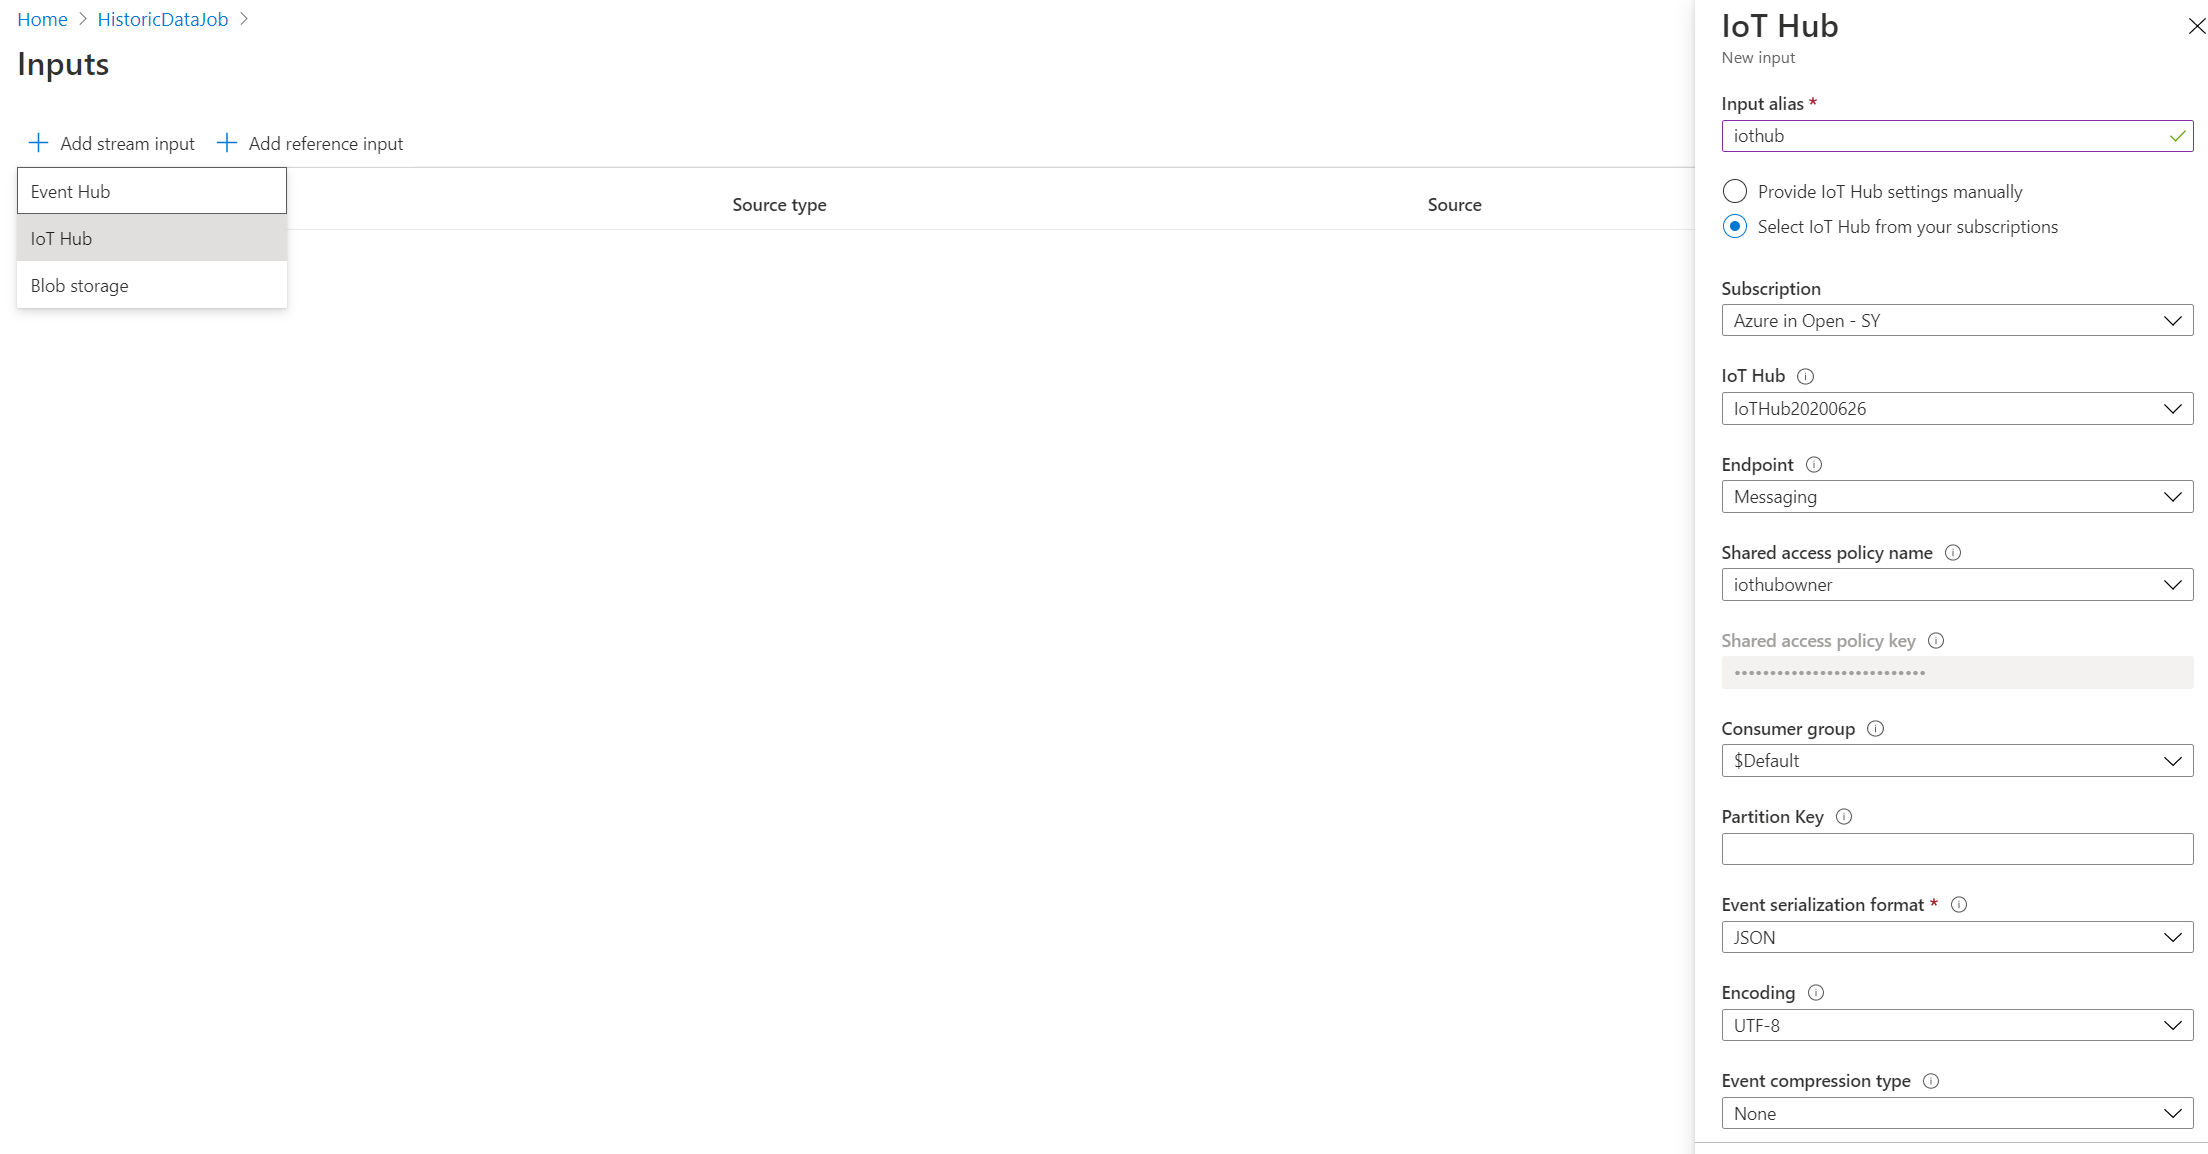 Home > HistoricDataJob >
Inputs
+ Add stream input + Add reference input
Event Hub
IoT Hub
Blob storage
Source type
Source
IoT Hub
New input
Input alias *
iothub
Provide IoT Hub settings manually
Select IoT Hub from your subscriptions
Subscription
Azure in Open - SY
IoT Hub
IoTHub20200626
Endpoint
Messaging
Shared access policy name
iothubowner
Shared access policy key
•••••••••••••••••••••••••••
Consumer group
$Default
Partition Key
Event serialization format *
JSON
Encoding
UTF-8
Event compression type
None